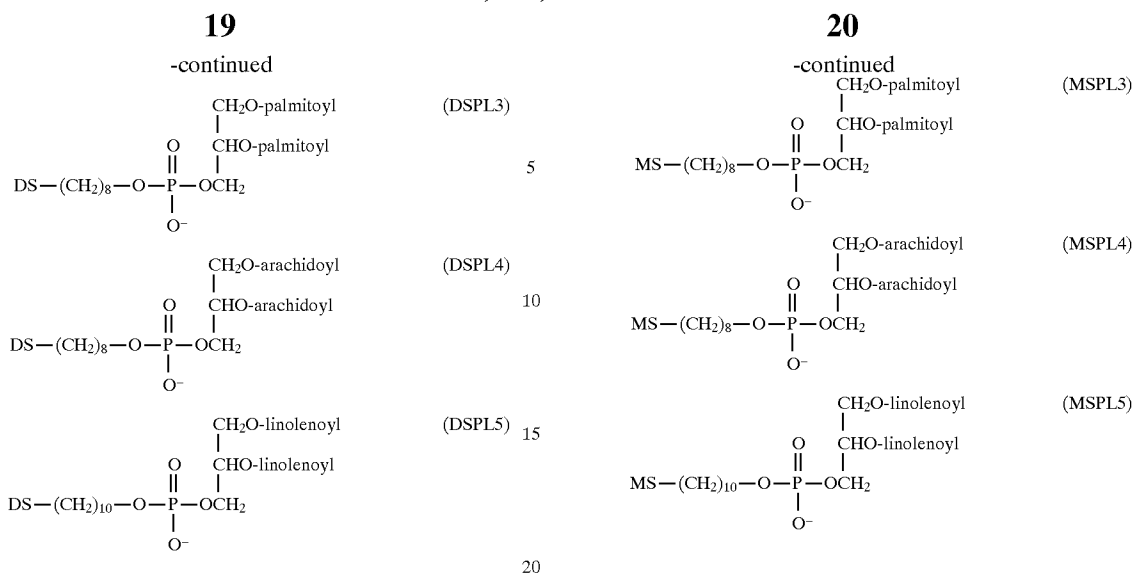 19
-continued
CH₂O-palmitoyl (DSPL3)
O CHO-palmitoyl
DS—(CH₂)₈—O—P—OCH₂
O⁻
CH₂O-arachidoyl (DSPL4)
O CHO-arachidoyl
DS—(CH₂)₈—O—P—OCH₂
O⁻
CH₂O-linolenoyl (DSPL5)
O CHO-linolenoyl
DS—(CH₂)₁₀—O—P—OCH₂
O⁻
5
10
15
20
20
-continued
CH₂O-palmitoyl (MSPL3)
O CHO-palmitoyl
MS—(CH₂)₈—O—P—OCH₂
O⁻
CH₂O-arachidoyl (MSPL4)
O CHO-arachidoyl
MS—(CH₂)₈—O—P—OCH₂
O⁻
CH₂O-linolenoyl (MSPL5)
O CHO-linolenoyl
MS—(CH₂)₁₀—O—P—OCH₂
O⁻